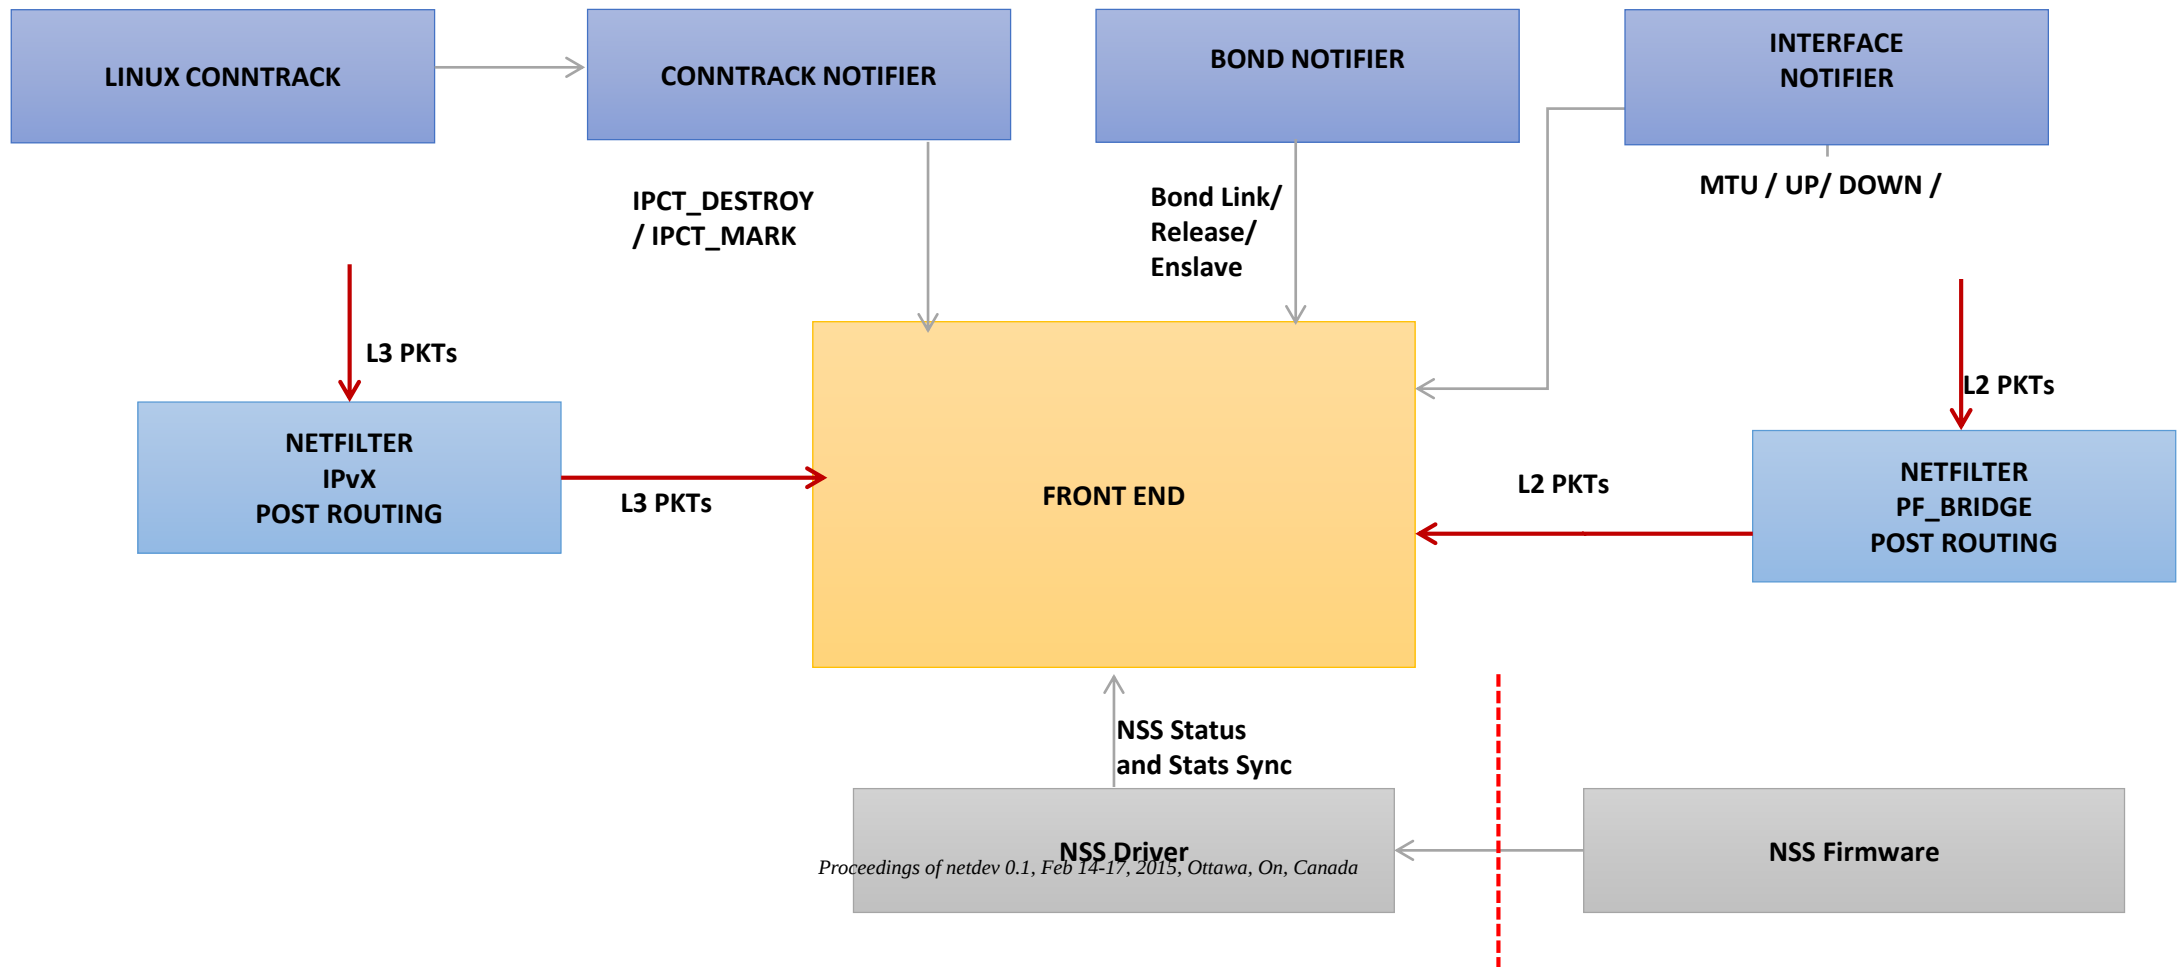 LINUX CONNTRACK
CONNTRACK NOTIFIER
BOND NOTIFIER
INTERFACE
NOTIFIER
IPCT_DESTROY
/ IPCT_MARK
Bond Link/
Release/
Enslave
MTU / UP/ DOWN /
L3 PKTs
L2 PKTs
NETFILTER
IPvX
POST ROUTING
L3 PKTs
FRONT END
L2 PKTs
NETFILTER
PF_BRIDGE
POST ROUTING
NSS Status
and Stats Sync
NSS Driver
NSS Firmware
Proceedings of netdev 0.1, Feb 14-17, 2015, Ottawa, On, Canada